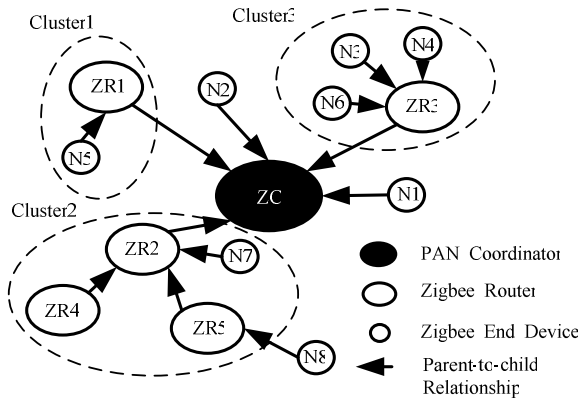 Cluster1
Cluster3
ZR1
N2
N3
N4
N6
ZR3
N5
ZC
N1
Cluster2
ZR2
N7
ZR4
ZR5
N8
PAN Coordinator
Zigbee Router
Zigbee End Device
Parent-to-child
Relationship